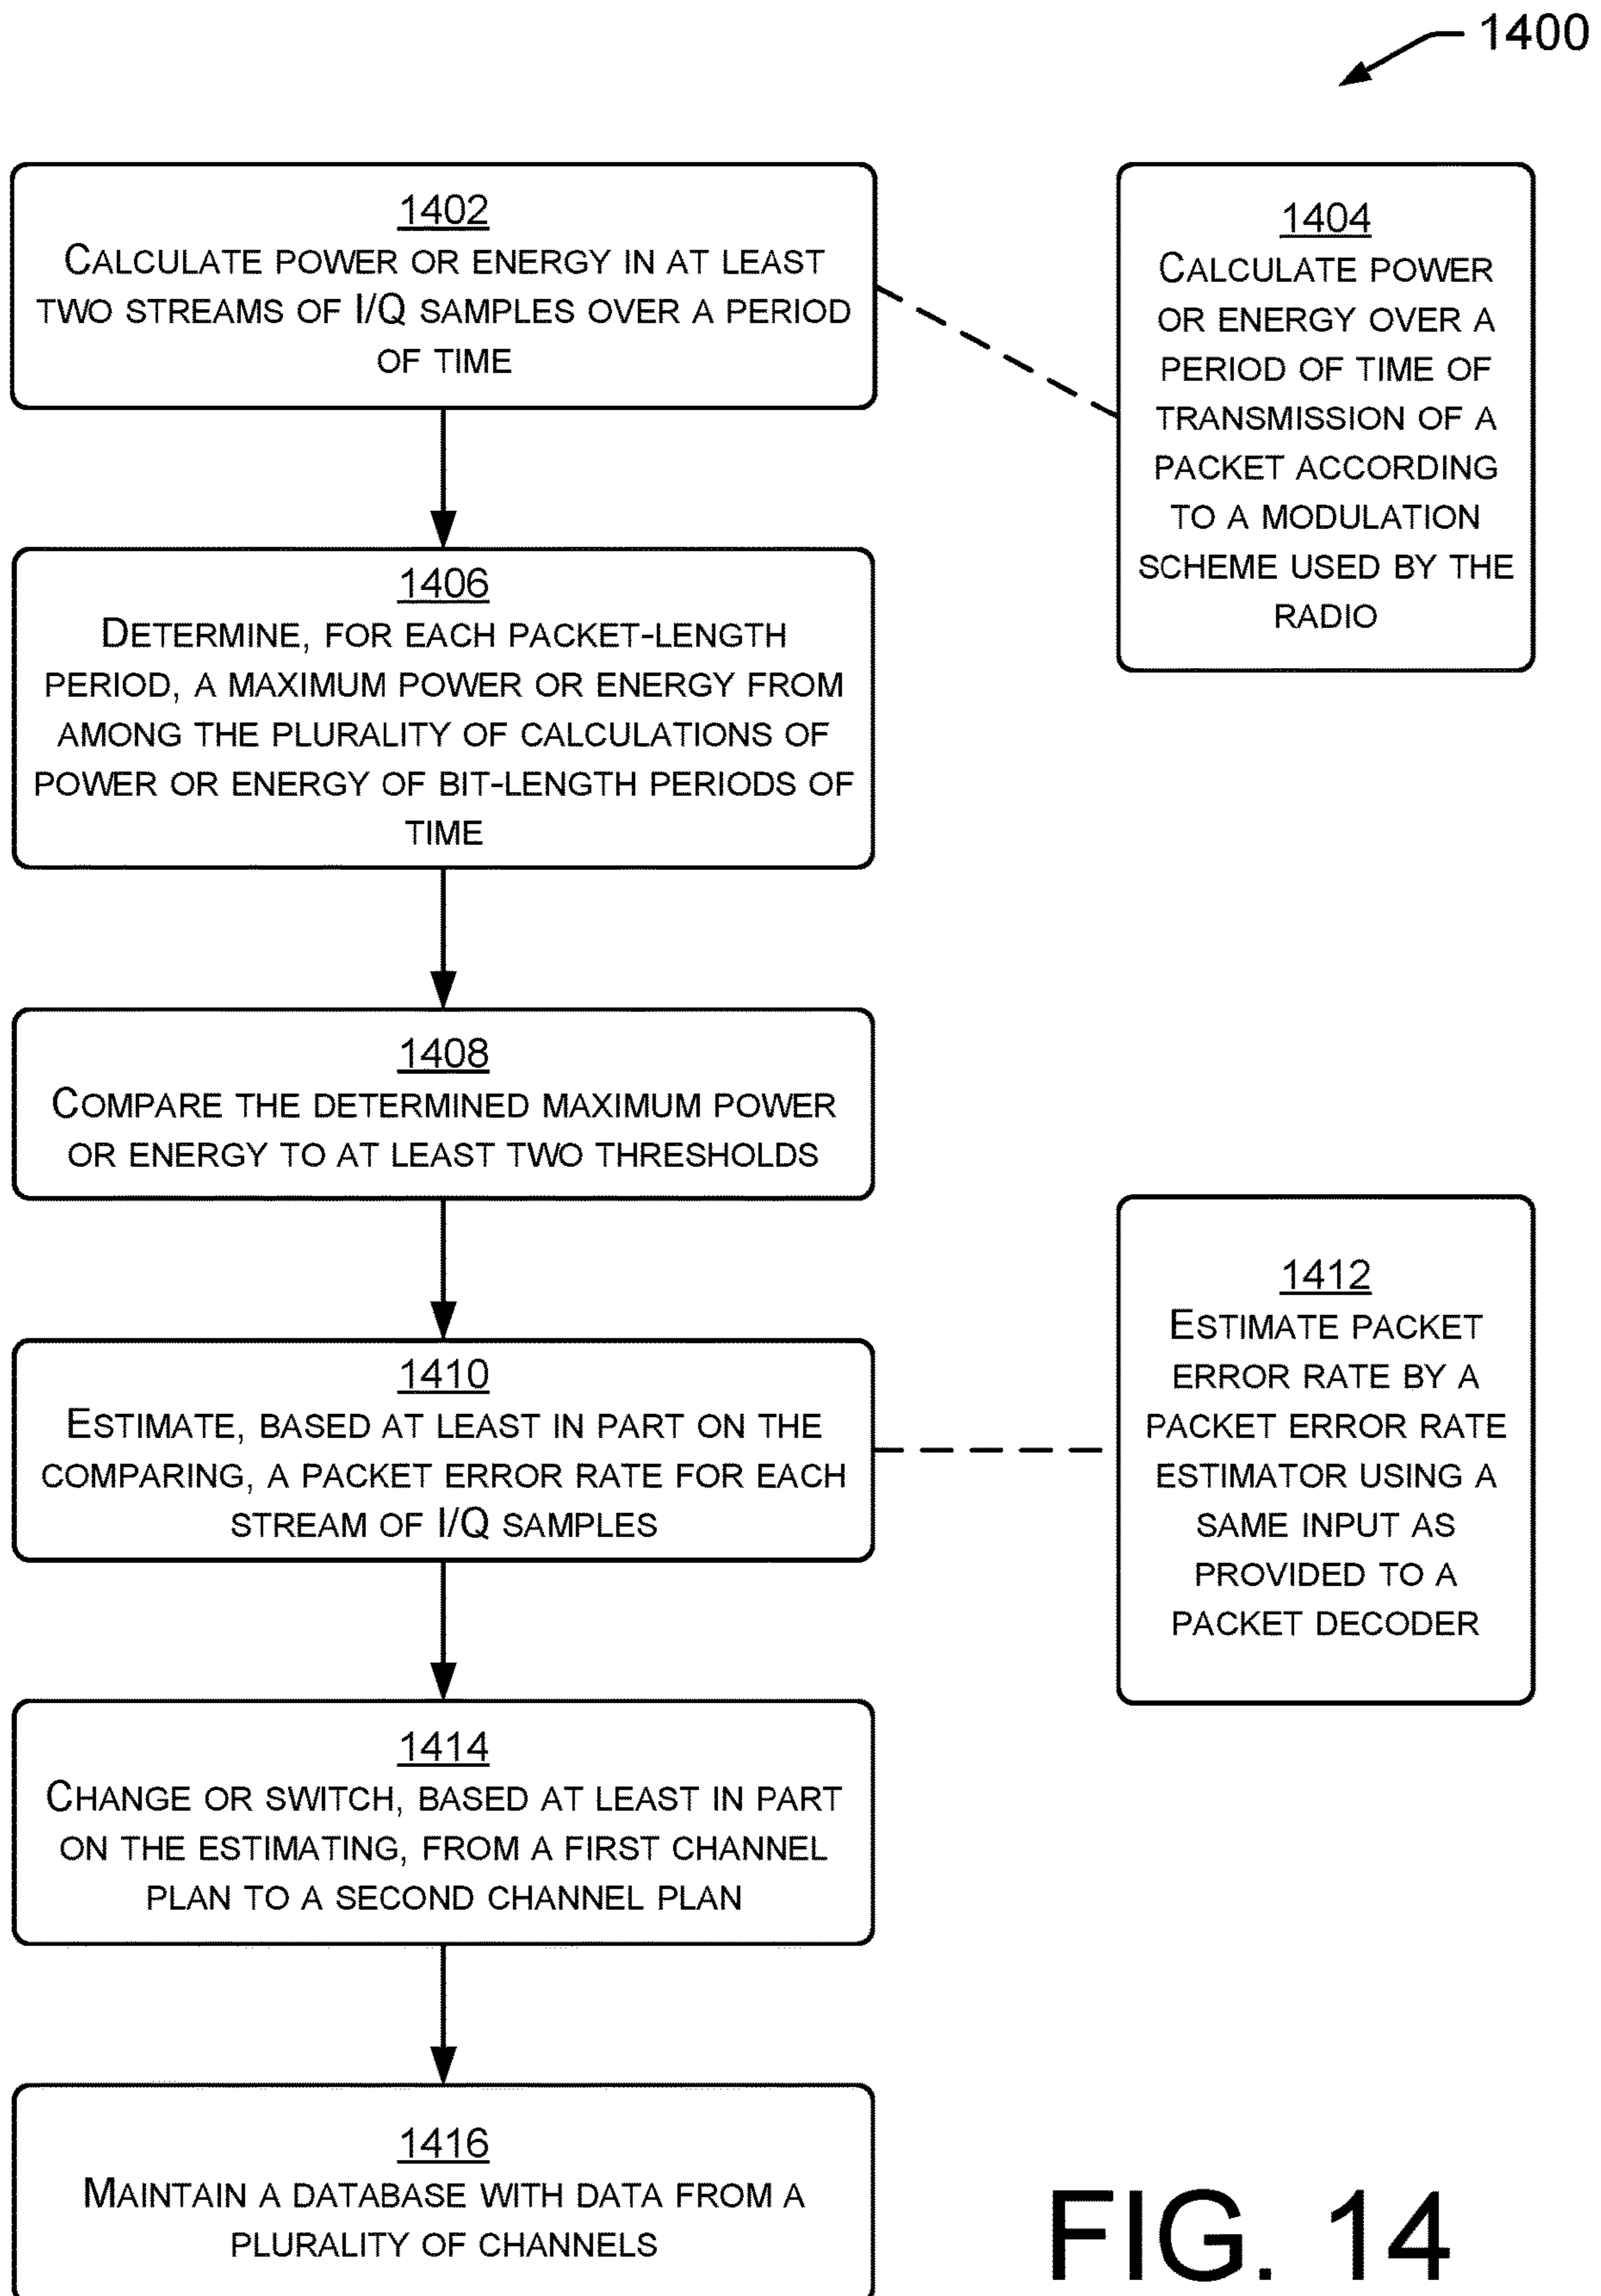 1400
1402
CALCULATE POWER OR ENERGY IN AT LEAST
TWO STREAMS OF I/Q SAMPLES OVER A PERIOD
OF TIME
1404
CALCULATE POWER
OR ENERGY OVER A
PERIOD OF TIME OF
TRANSMISSION OF A
PACKET ACCORDING
TO A MODULATION
SCHEME USED BY THE
RADIO
1406
DETERMINE, FOR EACH PACKET-LENGTH
PERIOD, A MAXIMUM POWER OR ENERGY FROM
AMONG THE PLURALITY OF CALCULATIONS OF
POWER OR ENERGY OF BIT-LENGTH PERIODS OF
TIME
1408
COMPARE THE DETERMINED MAXIMUM POWER
OR ENERGY TO AT LEAST TWO THRESHOLDS
1410
ESTIMATE, BASED AT LEAST IN PART ON THE
COMPARING, A PACKET ERROR RATE FOR EACH
STREAM OF I/Q SAMPLES
1412
ESTIMATE PACKET
ERROR RATE BY A
PACKET ERROR RATE
ESTIMATOR USING A
SAME INPUT AS
PROVIDED TO A
PACKET DECODER
1414
CHANGE OR SWITCH, BASED AT LEAST IN PART
ON THE ESTIMATING, FROM A FIRST CHANNEL
PLAN TO A SECOND CHANNEL PLAN
1416
MAINTAIN A DATABASE WITH DATA FROM A
PLURALITY OF CHANNELS
FIG. 14